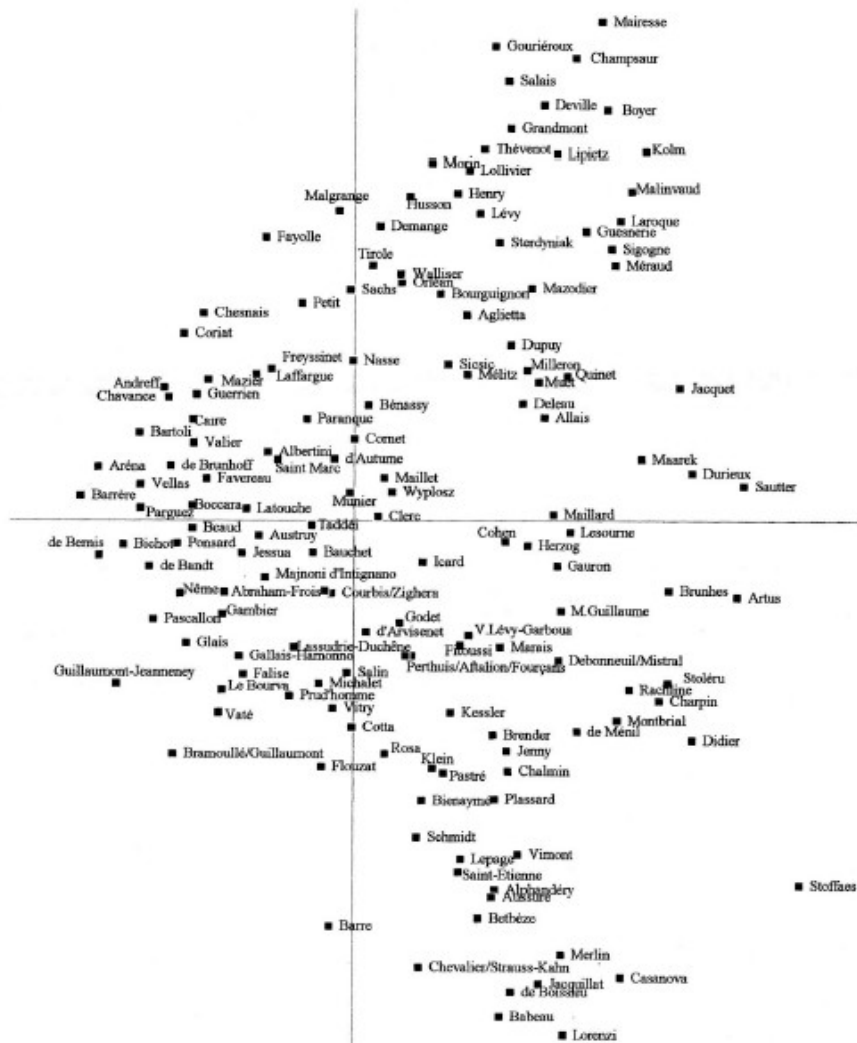 Mairesse
Gouriéroux
Champsaur
Salais
Deville
Boyer
Grandmont
Thévenot
Lipietz
Kolm
Morin
Lollivier
Malinvaud
Henry
Husson
Malgrange
Lévy
Laroque
Demange
Guesnerie
Fayolle
Sterdyniak
Sigogne
Tirole
Méraud
Walliser
Orléan
Sachs
Bourguignon
Mazodier
Petit
Chesnais
Aglietta
Coriat
Dupuy
Freyssinet
Nasse
Sicsic
Milleron
Laffargue
Mélitz
Quinet
Mazier
Muet
Andreff
Jacquet
Chavance
Guerrien
Bénassy
Deleau
Caire
Paranque
Allais
Bartoli
Cornet
Valier
Albertini
d'Autume
Saint Marc
Maarek
Aréna
de Brunhoff
Durieux
Favereau
Maillet
Vellas
Sautter
Barrère
Munier
Wyplosz
Boccara
Latouche
Parguez
Clerc
Maillard
Beaud
Taddéi
Lesourne
Austruy
Cohen
de Bernis
Bichot
Ponsard
Herzog
Jessua
Bauchet
Icard
de Bandt
Gauron
Majnoni d'Intignano
Nême
Abraham-Frois
Courbis/Zighera
Brunhes
Artus
Gambier
M.Guillaume
Pascallon
Godet
d'Arvisenet
V.Lévy-Garboua
Glais
Lassudrie-Duchêne
Fitoussi
Marais
Gallais-Hamonno
Perthuis/Aftalion/Fourçans
Debonneuil/Mistral
Guillaumont-Jeanneney
Falise
Salin
Stoléru
Le Bourva
Michalet
Rachline
Prud'homme
Charpin
Vaté
Vitry
Kessler
Montbrial
Cotta
Brender
de Ménil
Didier
Bramoullé/Guillaumont
Rosa
Jenny
Flouzat
Klein
Pastré
Chalmin
Bienaymé
Plassard
Schmidt
Lepage
Vimont
Saint-Etienne
Stoffaes
Alphandéry
Aussure
Betbèze
Barre
Merlin
Chevalier/Strauss-Kahn
Casanova
Jacquillat
de Boissieu
Babeau
Lorenzi